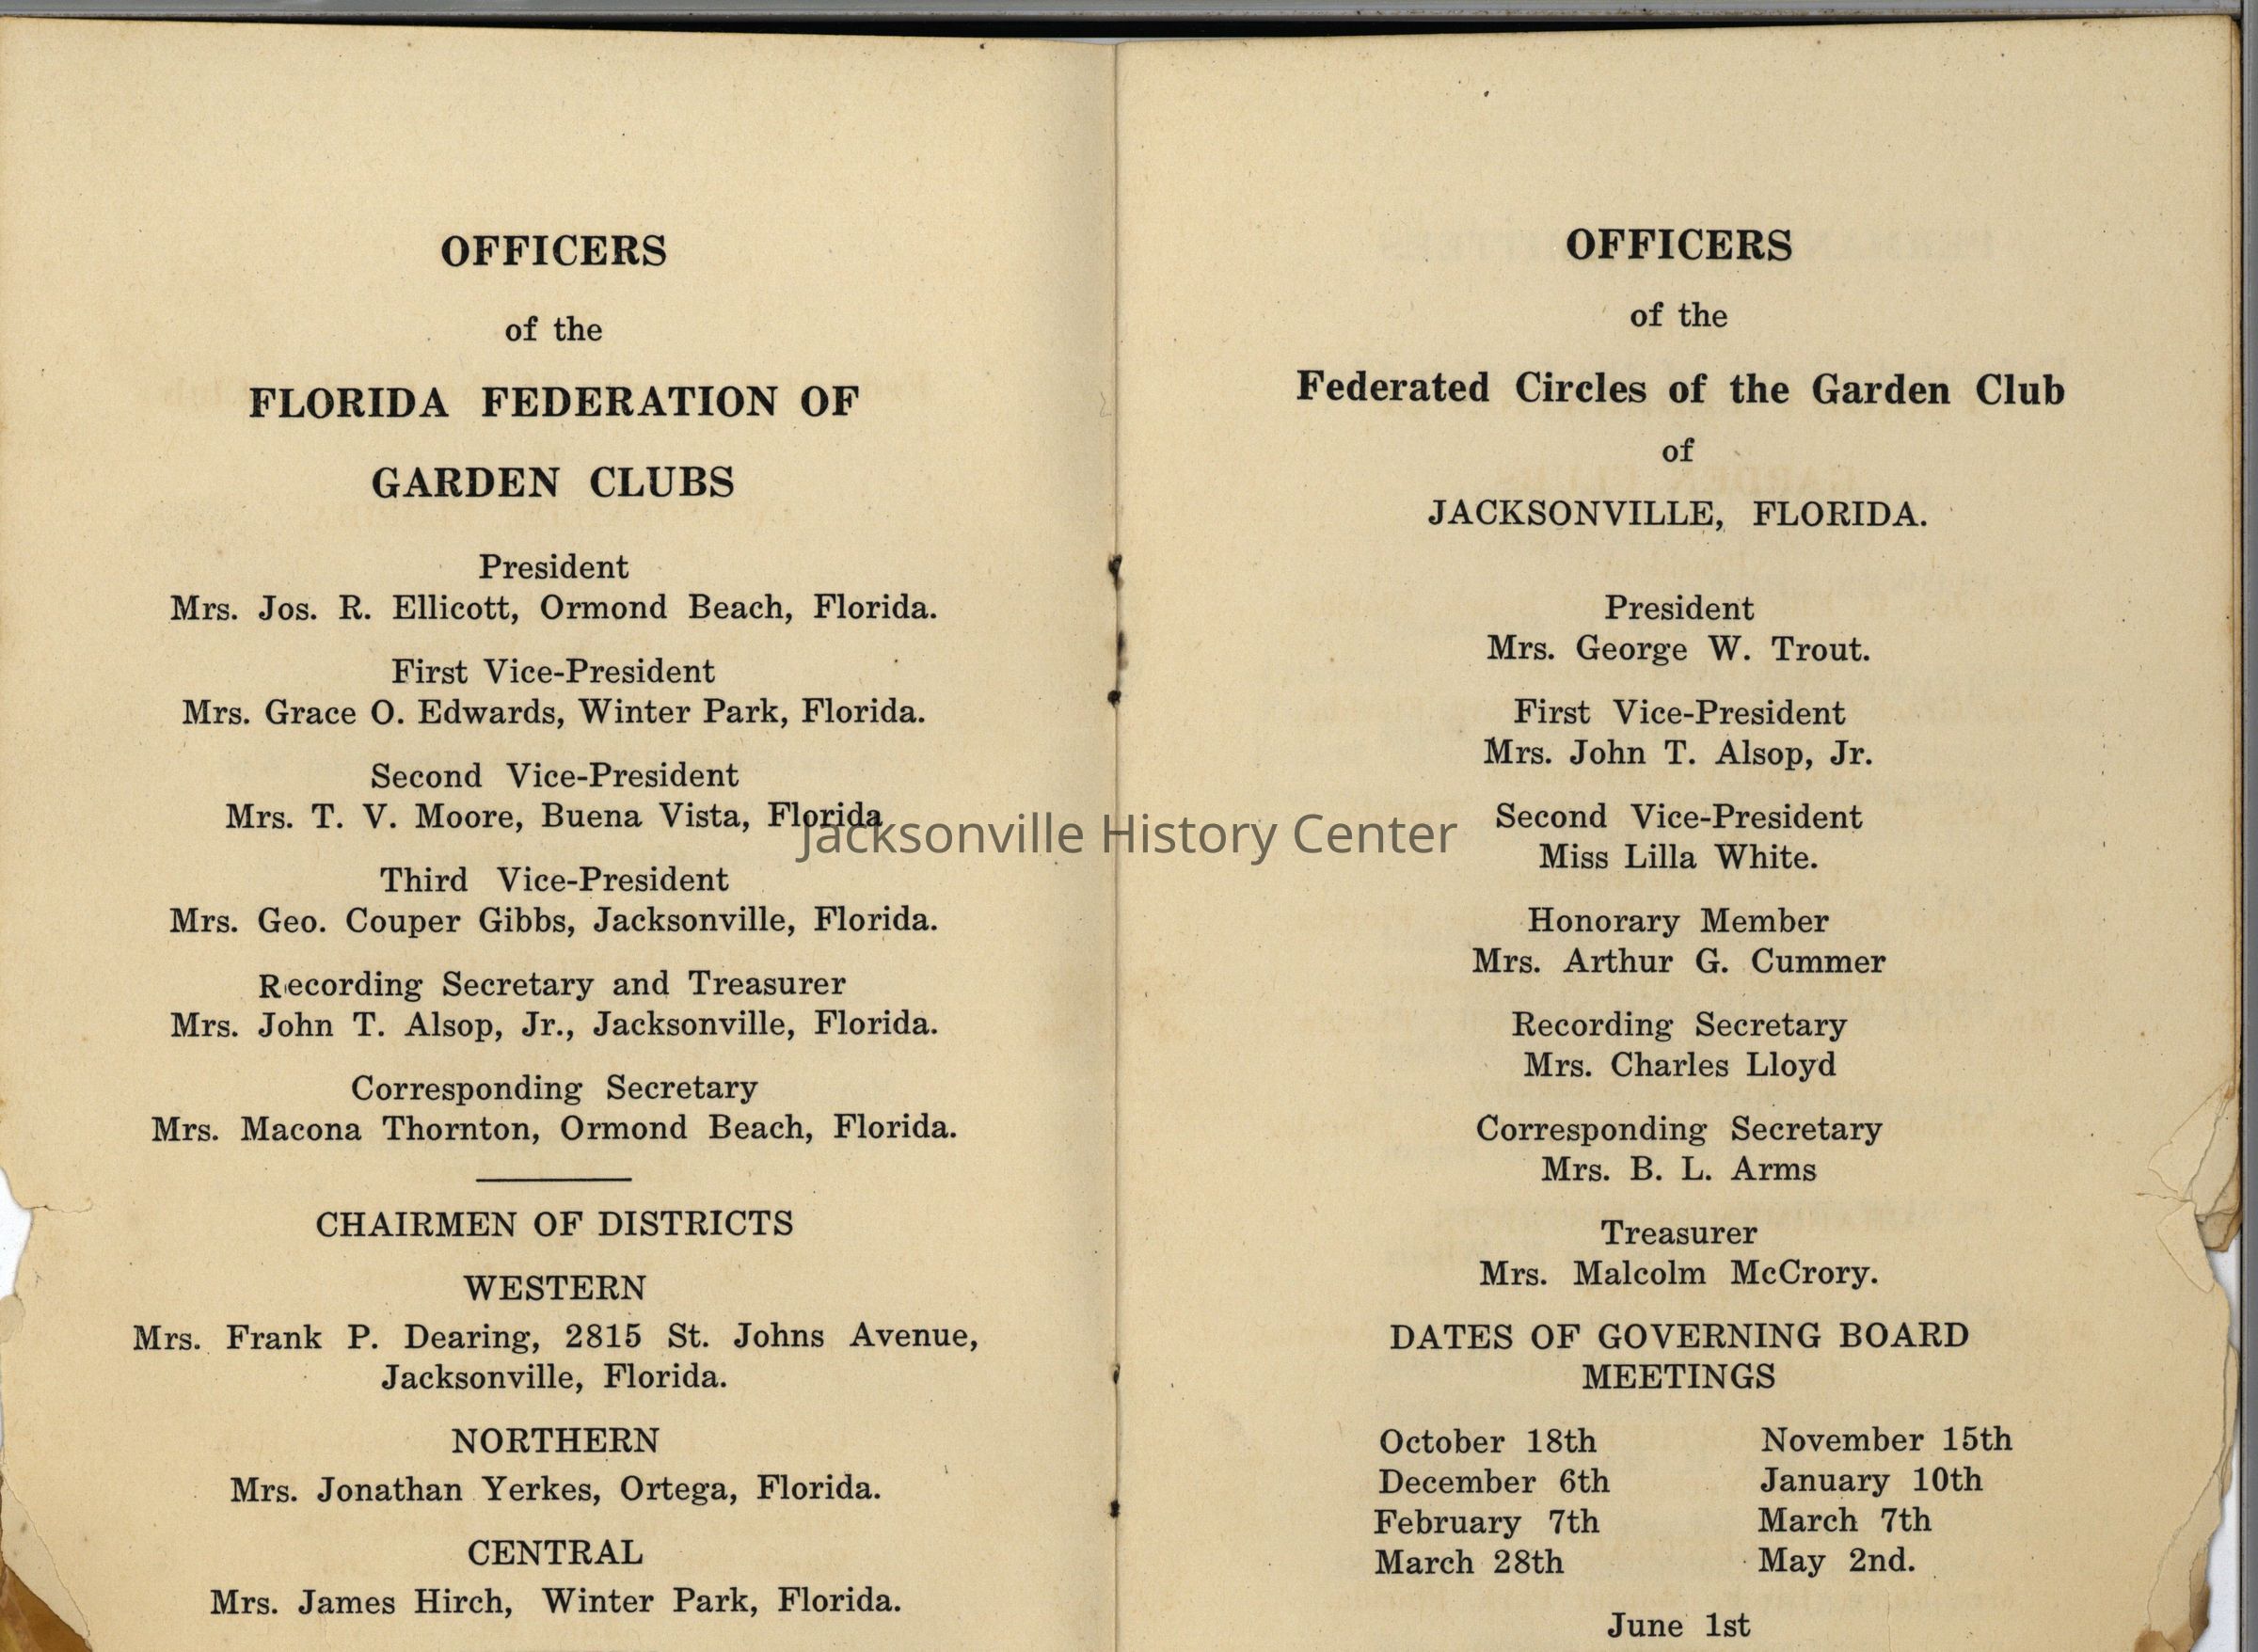 OFFICERS
of the
FLORIDA FEDERATION OF
GARDEN CLUBS
President
Mrs. Jos. R. Ellicott, Ormond Beach, Florida.
First Vice-President
Mrs. Grace O. Edwards, Winter Park, Florida.
Second Vice-President
Mrs. T. V. Moore, Buena Vista, Florida
Third Vice-President
Mrs. Geo. Couper Gibbs, Jacksonville, Florida.
Recording Secretary and Treasurer
Mrs. John T. Alsop, Jr., Jacksonville, Florida.
Corresponding Secretary
Mrs. Macona Thornton, Ormond Beach, Florida.
CHAIRMEN OF DISTRICTS
WESTERN
Mrs. Frank P. Dearing, 2815 St. Johns Avenue,
Jacksonville, Florida.
NORTHERN
Mrs. Jonathan Yerkes, Ortega, Florida.
CENTRAL
Mrs. James Hirch, Winter Park, Florida.
OFFICERS
of the
Federated Circles of the Garden Club
of
JACKSONVILLE, FLORIDA.
President
Mrs. George W. Trout.
First Vice-President
Mrs. John T. Alsop, Jr.
Second Vice-President
Miss Lilla White.
Honorary Member
Mrs. Arthur G. Cummer
Recording Secretary
Mrs. Charles Lloyd
Corresponding Secretary
Mrs. B. L. Arms
Treasurer
Mrs. Malcolm McCrory.
DATES OF GOVERNING BOARD
MEETINGS
October 18th November 15th
December 6th January 10th
February 7th March 7th
March 28th May 2nd.
June 1st
Jacksonville History Center